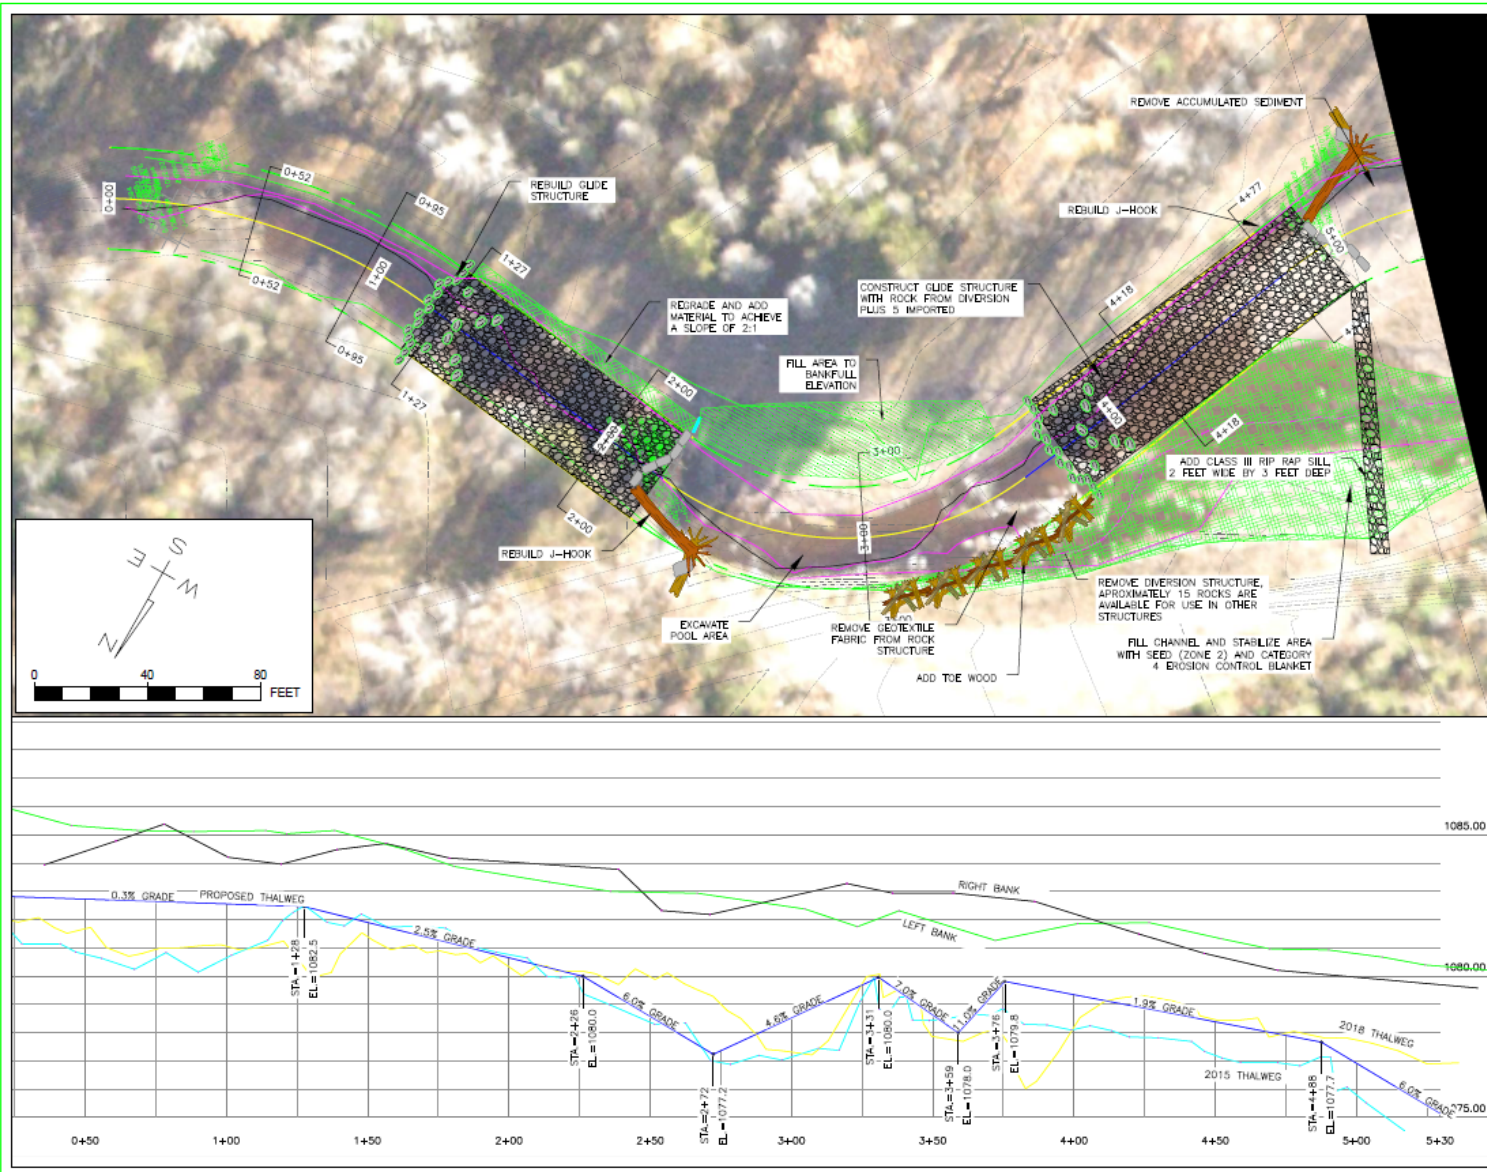 REMOVE ACCUMULATED SEDIMENT
0+52
REBUILD GLIDE
STRUCTURE
0+00
0+95
4+77
REBUILD J-HOOK
5+00
1+27
0+52
1+00
CONSTRUCT GLIDE STRUCTURE
WITH ROCK FROM DIVERSION
PLUS 5 IMPORTED
4+18
REGRADE AND ADD
MATERIAL TO ACHIEVE
A SLOPE OF 2:1
0+95
FILL AREA TO
BANKFULL
ELEVATION
2+00
1+27
4+00
4+18
2+00
3+00
ADD CLASS III RIP RAP SILL,
2 FEET WIDE BY 3 FEET DEEP
2+00
3+00
REBUILD J-HOOK
S
E
W
N
REMOVE DIVERSION STRUCTURE,
APROXIMATELY 15 ROCKS ARE
AVAILABLE FOR USE IN OTHER
STRUCTURES
EXCAVATE
POOL AREA
3+00
REMOVE GEOTEXTILE
FABRIC FROM ROCK
STRUCTURE
FILL CHANNEL AND STABILIZE AREA
WITH SEED (ZONE 2) AND CATEGORY
4 EROSION CONTROL BLANKET
ADD TOE WOOD
0 40 80
FEET
1085.00
RIGHT BANK
0.3% GRADE
PROPOSED THALWEG
LEFT BANK
2.5% GRADE
1080.00
STA.=1+28
EL.=1082.5
6.0% GRADE
4.6% GRADE
7.0% GRADE
11.0% GRADE
1.9% GRADE
STA.=2+26
EL.=1080.0
STA.=3+31
EL.=1080.0
STA.=3+76
EL.=1079.8
2018 THALWEG
2015 THALWEG
STA.=2+72
EL.=1077.2
STA.=3+59
EL.=1078.0
STA.=4+88
EL.=1077.7
6.0% GRADE
0+50 1+00 1+50 2+00 2+50 3+00 3+50 4+00 4+50 5+00 5+30